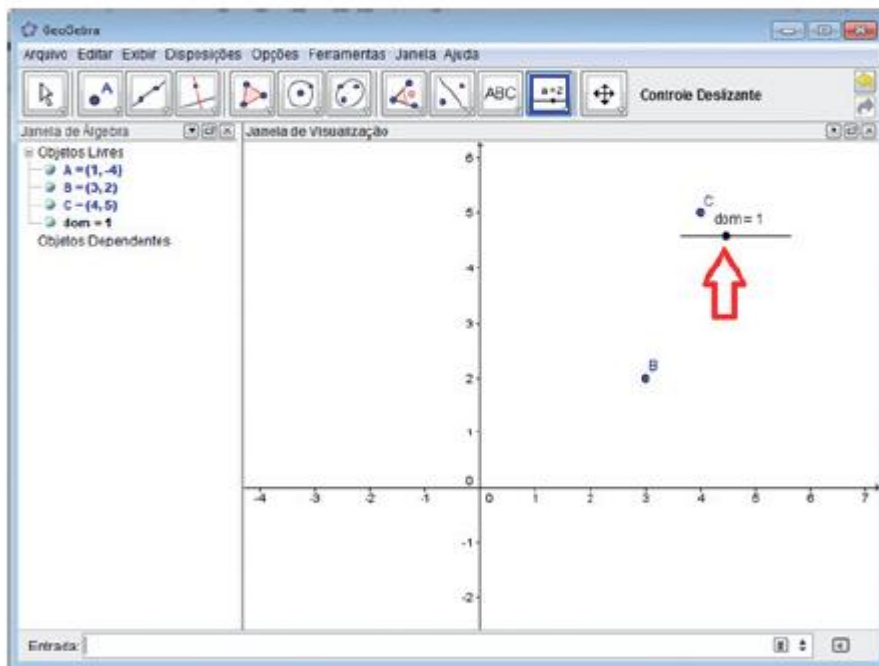 GeoGebra
Arquivo Editar Exibir Disposições Opções Ferramentas Janela Ajuda
A ABC a=2 Controle Deslizante
Janela de Álgebra
Objetos Livres
A = (1, -4)
B = (3, 2)
C = (4, 5)
dom = 1
Objetos Dependentes
Janela de Visualização
6
5
C
dom = 1
4
3
B
2
1
0
-4 -3 -2 -1 0 1 2 3 4 5 6 7
-1
-2
Entrada: